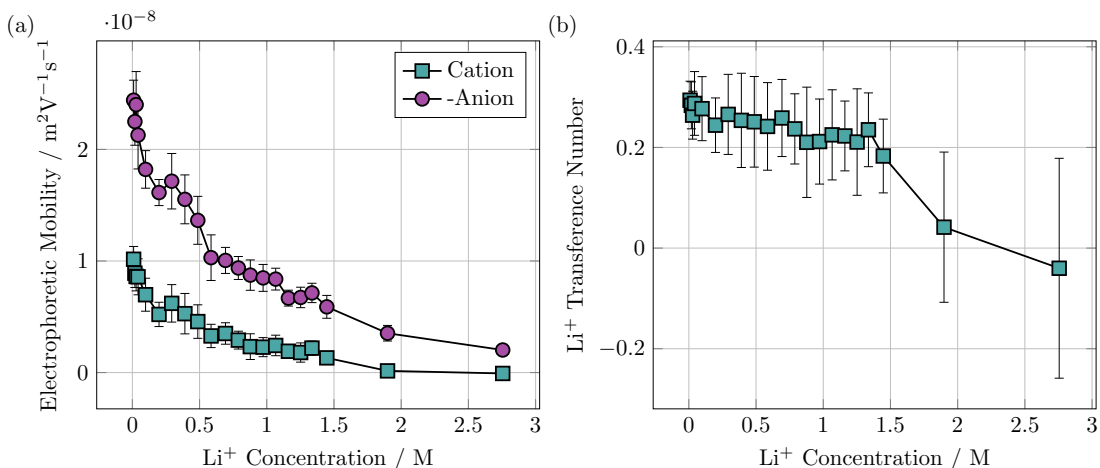 (a)
·10⁻⁸
Electrophoretic Mobility / m²V⁻¹s⁻¹
2
1
0
Cation
-Anion
0 0.5 1 1.5 2 2.5 3
Li⁺ Concentration / M
(b)
Li⁺ Transference Number
0.4
0.2
0
−0.2
0 0.5 1 1.5 2 2.5 3
Li⁺ Concentration / M